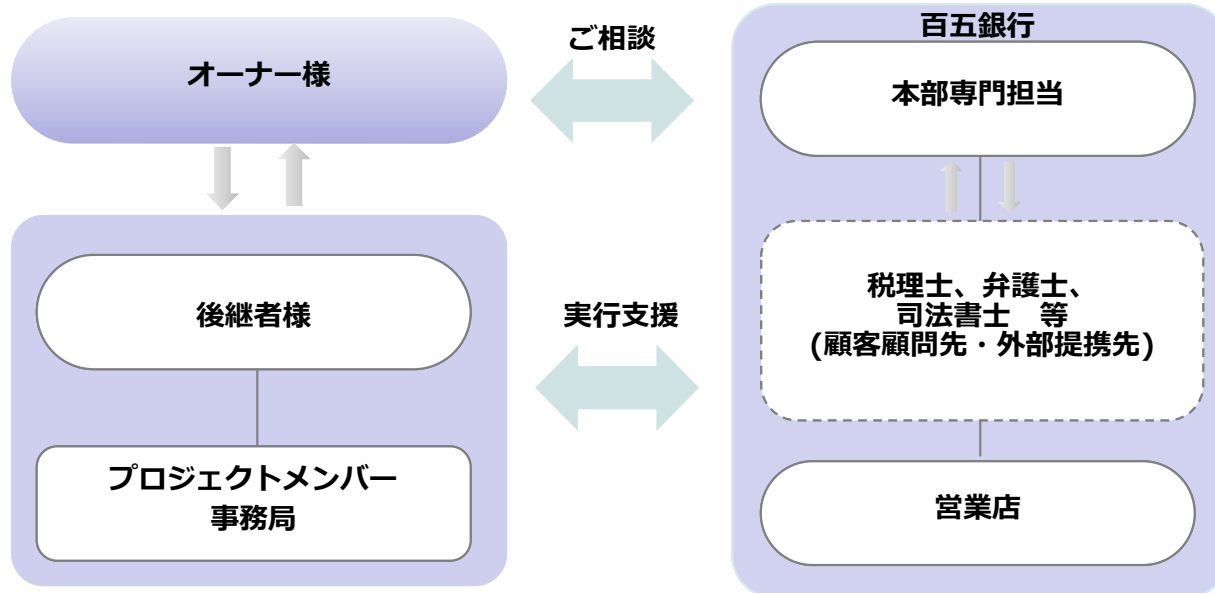 オーナー様
ご相談
百五銀行
本部専門担当
後継者様
実行支援
税理士、弁護士、
司法書士　等
(顧客顧問先・外部提携先)
プロジェクトメンバー
事務局
営業店